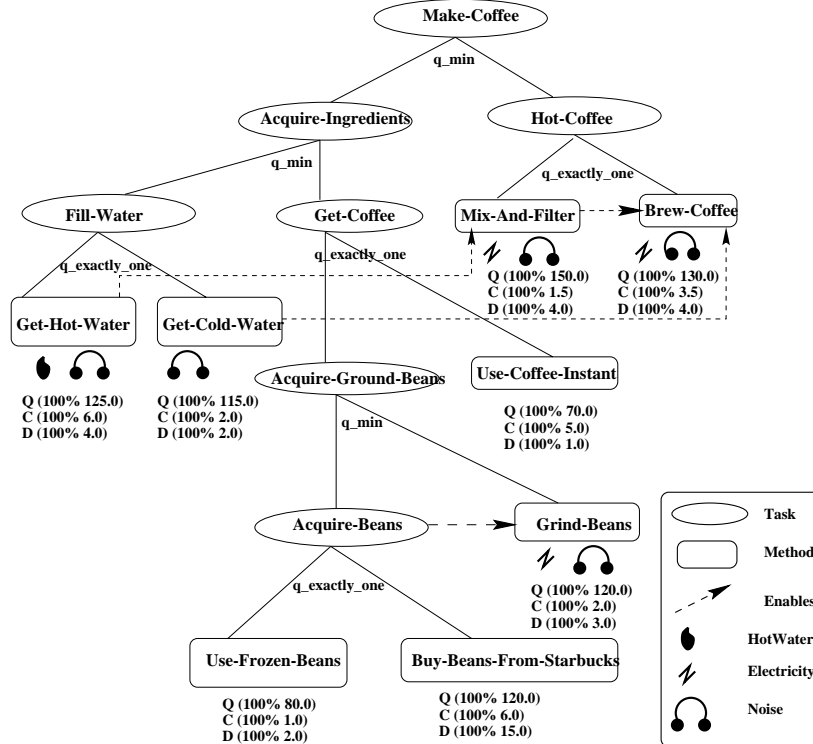 Make-Coffee
q_min
Acquire-Ingredients
Hot-Coffee
q_min
q_exactly_one
Fill-Water
Get-Coffee
Mix-And-Filter
Brew-Coffee
q_exactly_one
q_exactly_one
Q (100% 150.0)
C (100% 1.5)
D (100% 4.0)
Q (100% 130.0)
C (100% 3.5)
D (100% 4.0)
Get-Hot-Water
Get-Cold-Water
Q (100% 125.0)
C (100% 6.0)
D (100% 4.0)
Q (100% 115.0)
C (100% 2.0)
D (100% 2.0)
Acquire-Ground-Beans
Use-Coffee-Instant
q_min
Q (100% 70.0)
C (100% 5.0)
D (100% 1.0)
Acquire-Beans
Grind-Beans
q_exactly_one
Q (100% 120.0)
C (100% 2.0)
D (100% 3.0)
Use-Frozen-Beans
Buy-Beans-From-Starbucks
Q (100% 80.0)
C (100% 1.0)
D (100% 2.0)
Q (100% 120.0)
C (100% 6.0)
D (100% 15.0)
Task
Method
Enables
HotWater
Electricity
Noise